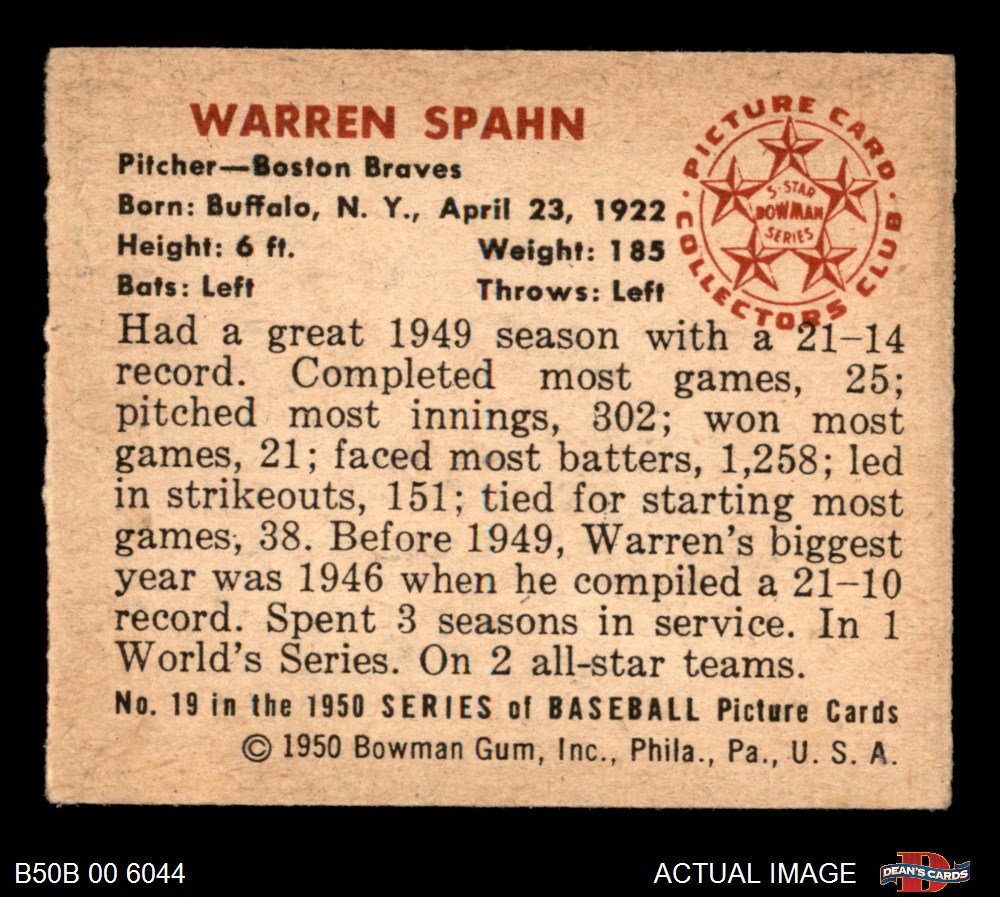 WARREN SPAHN
Pitcher—Boston Braves
Born: Buffalo, N. Y., April 23, 1922
Height: 6 ft. Weight: 185
Bats: Left Throws: Left
PICTURE CARD
COLLECTORS CLUB
5-STAR
BOWMAN
SERIES
Had a great 1949 season with a 21–14
record. Completed most games, 25;
pitched most innings, 302; won most
games, 21; faced most batters, 1,258; led
in strikeouts, 151; tied for starting most
games, 38. Before 1949, Warren's biggest
year was 1946 when he compiled a 21–10
record. Spent 3 seasons in service. In 1
World's Series. On 2 all-star teams.
No. 19 in the 1950 SERIES of BASEBALL Picture Cards
© 1950 Bowman Gum, Inc., Phila., Pa., U. S. A.
B50B 00 6044 ACTUAL IMAGE D DEAN'S CARDS